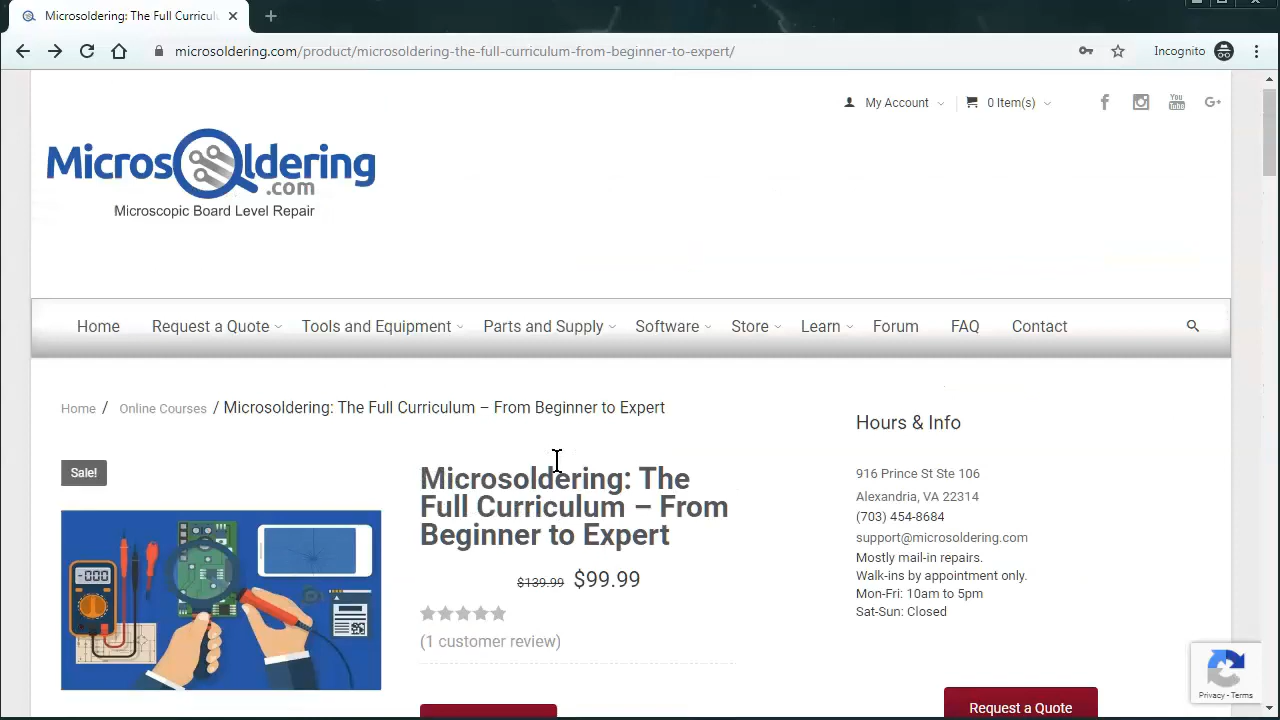 Microsoldering: The Full Curricul
microsoldering.com/product/microsoldering-the-full-curriculum-from-beginner-to-expert/
Incognito
My Account
0 Item(s)
You
Tube
G+
Microsoldering
.com
Microscopic Board Level Repair
Home
Request a Quote
Tools and Equipment
Parts and Supply
Software
Store
Learn
Forum
FAQ
Contact
Home / Online Courses / Microsoldering: The Full Curriculum – From Beginner to Expert
Sale!
-000
Microsoldering: The
Full Curriculum – From
Beginner to Expert
$139.99 $99.99
(1 customer review)
Hours & Info
916 Prince St Ste 106
Alexandria, VA 22314
(703) 454-8684
support@microsoldering.com
Mostly mail-in repairs.
Walk-ins by appointment only.
Mon-Fri: 10am to 5pm
Sat-Sun: Closed
Request a Quote
Privacy - Terms